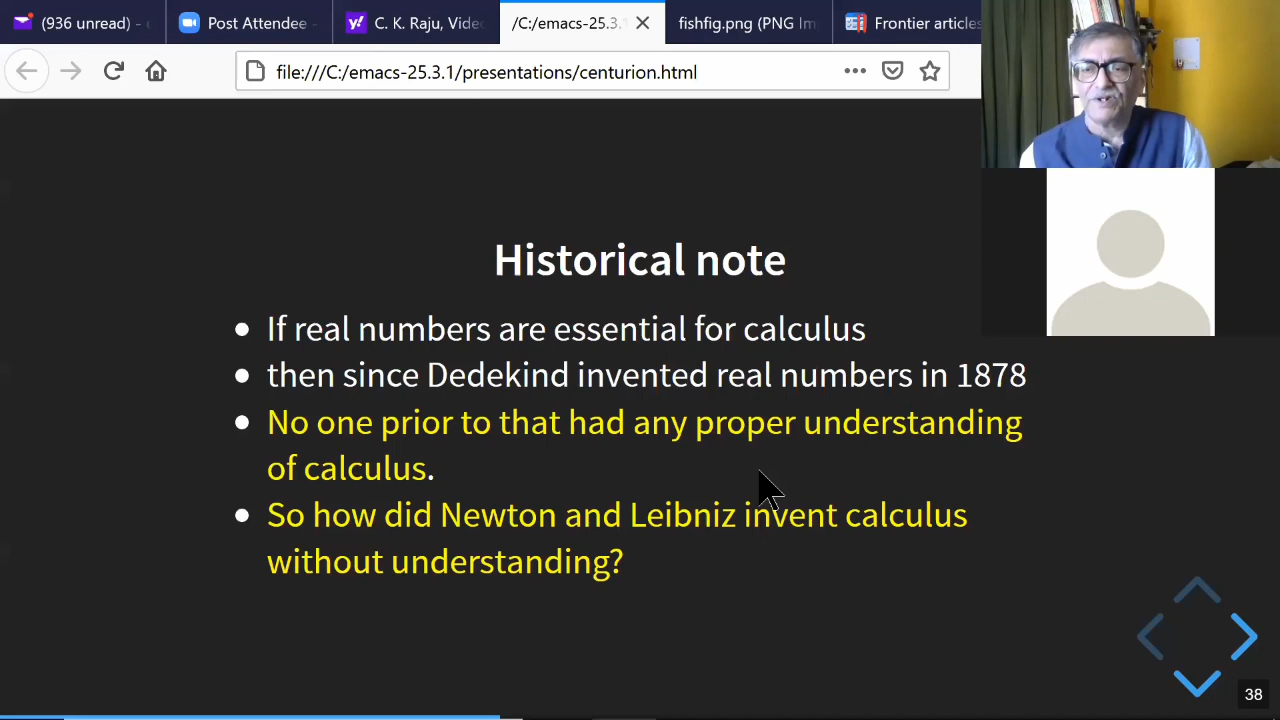 (936 unread) -
Post Attendee -
C. K. Raju, Vide
/C:/emacs-25.3.
fishfig.png (PNG Im
Frontier articles
file:///C:/emacs-25.3.1/presentations/centurion.html
Historical note
If real numbers are essential for calculus
then since Dedekind invented real numbers in 1878
No one prior to that had any proper understanding
of calculus.
So how did Newton and Leibniz invent calculus
without understanding?
38